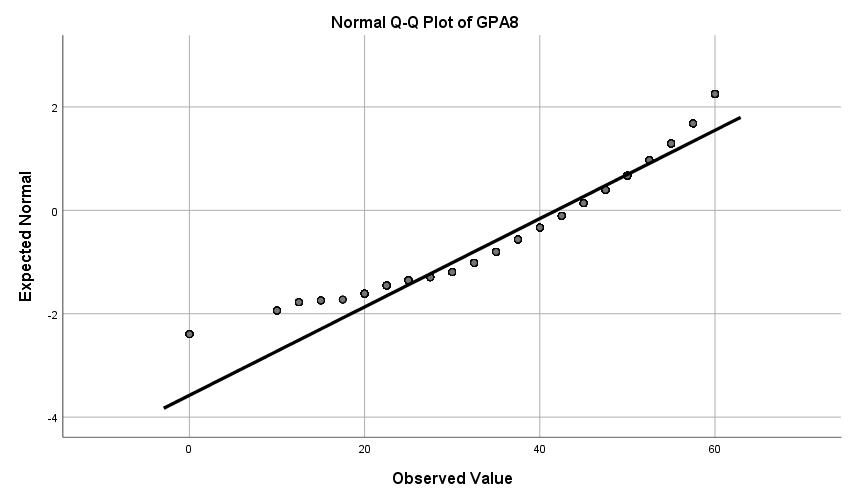 Normal Q-Q Plot of GPA8
Expected Normal
2
0
-2
-4
0 20 40 60
Observed Value